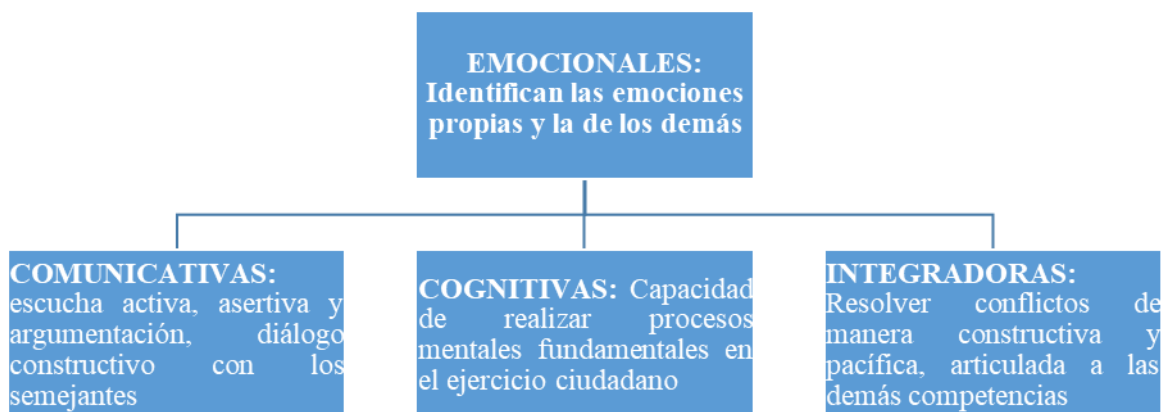 EMOCIONALES:
Identifican las emociones
propias y la de los demás
COMUNICATIVAS:
escucha activa, asertiva y
argumentación, diálogo
constructivo con los
semejantes
COGNITIVAS: Capacidad
de realizar procesos
mentales fundamentales en
el ejercicio ciudadano
INTEGRADORAS:
Resolver conflictos de
manera constructiva y
pacífica, articulada a las
demás competencias